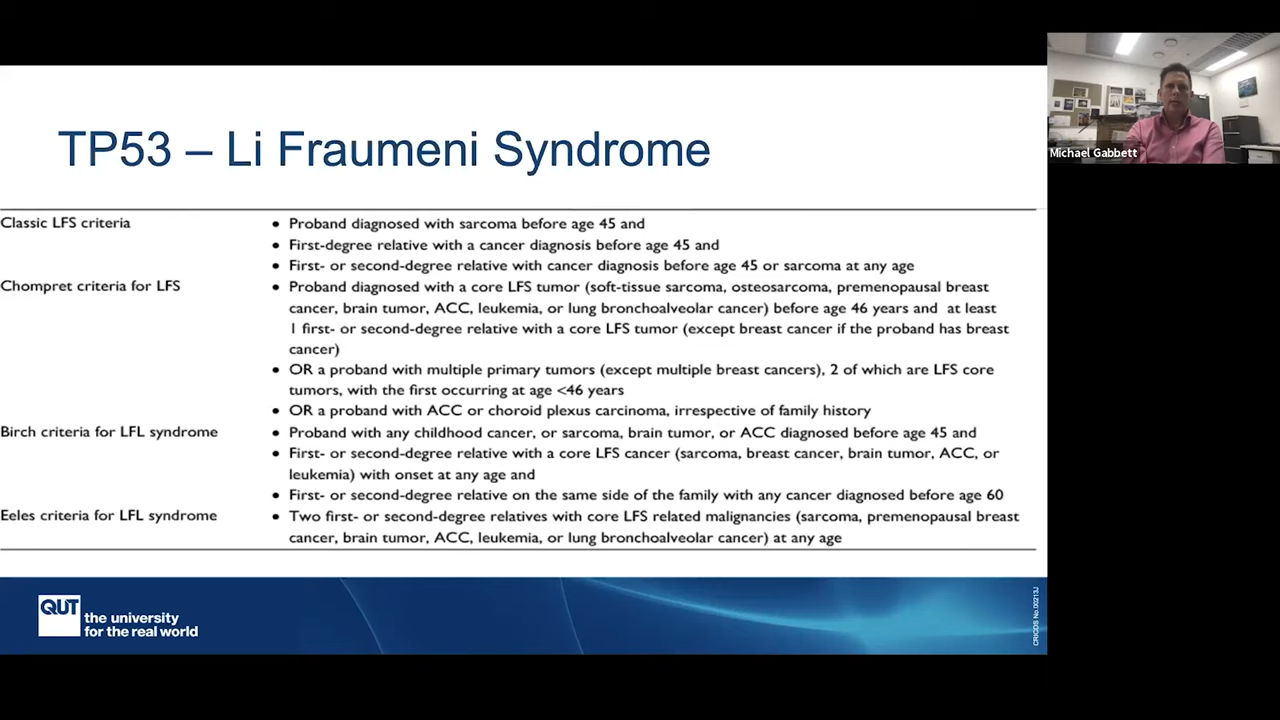 TP53 – Li Fraumeni Syndrome
Michael Gabbett
Classic LFS criteria
• Proband diagnosed with sarcoma before age 45 and
• First-degree relative with a cancer diagnosis before age 45 and
• First- or second-degree relative with cancer diagnosis before age 45 or sarcoma at any age
Chompret criteria for LFS
• Proband diagnosed with a core LFS tumor (soft-tissue sarcoma, osteosarcoma, premenopausal breast
cancer, brain tumor, ACC, leukemia, or lung bronchoalveolar cancer) before age 46 years and at least
1 first- or second-degree relative with a core LFS tumor (except breast cancer if the proband has breast
cancer)
• OR a proband with multiple primary tumors (except multiple breast cancers), 2 of which are LFS core
tumors, with the first occurring at age <46 years
• OR a proband with ACC or choroid plexus carcinoma, irrespective of family history
Birch criteria for LFL syndrome
• Proband with any childhood cancer, or sarcoma, brain tumor, or ACC diagnosed before age 45 and
• First- or second-degree relative with a core LFS cancer (sarcoma, breast cancer, brain tumor, ACC, or
leukemia) with onset at any age and
• First- or second-degree relative on the same side of the family with any cancer diagnosed before age 60
Eeles criteria for LFL syndrome
• Two first- or second-degree relatives with core LFS related malignancies (sarcoma, premenopausal breast
cancer, brain tumor, ACC, leukemia, or lung bronchoalveolar cancer) at any age
QUT
the university
for the real world
CRICOS No.00213J